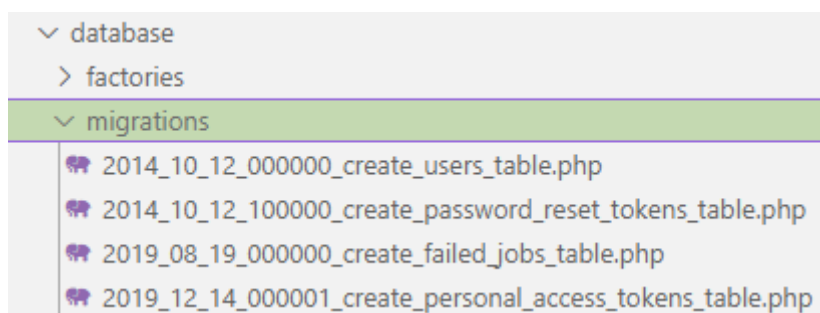 database
factories
migrations
2014_10_12_000000_create_users_table.php
2014_10_12_100000_create_password_reset_tokens_table.php
2019_08_19_000000_create_failed_jobs_table.php
2019_12_14_000001_create_personal_access_tokens_table.php